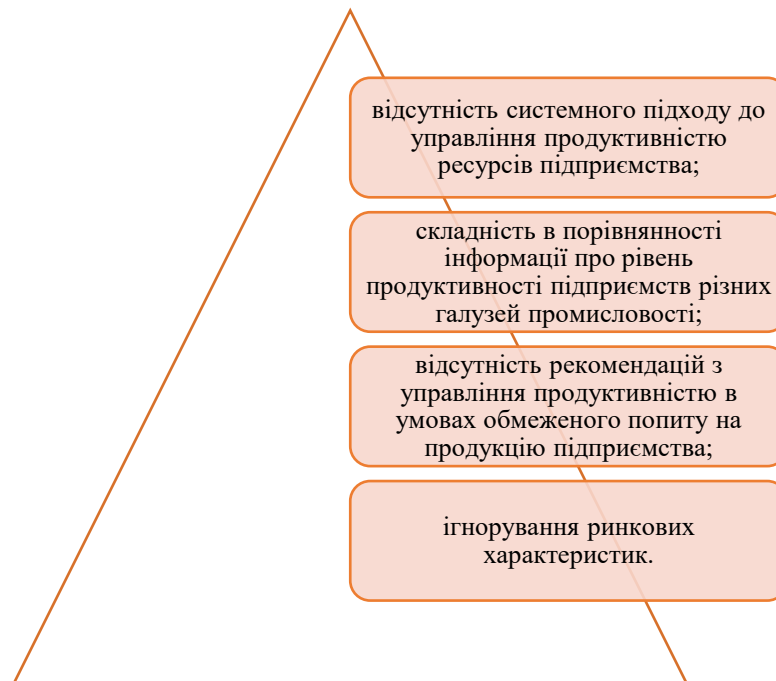 відсутність системного підходу до
управління продуктивністю
ресурсів підприємства;
складність в порівнянності
інформації про рівень
продуктивності підприємств різних
галузей промисловості;
відсутність рекомендацій з
управління продуктивністю в
умовах обмеженого попиту на
продукцію підприємства;
ігнорування ринкових
характеристик.